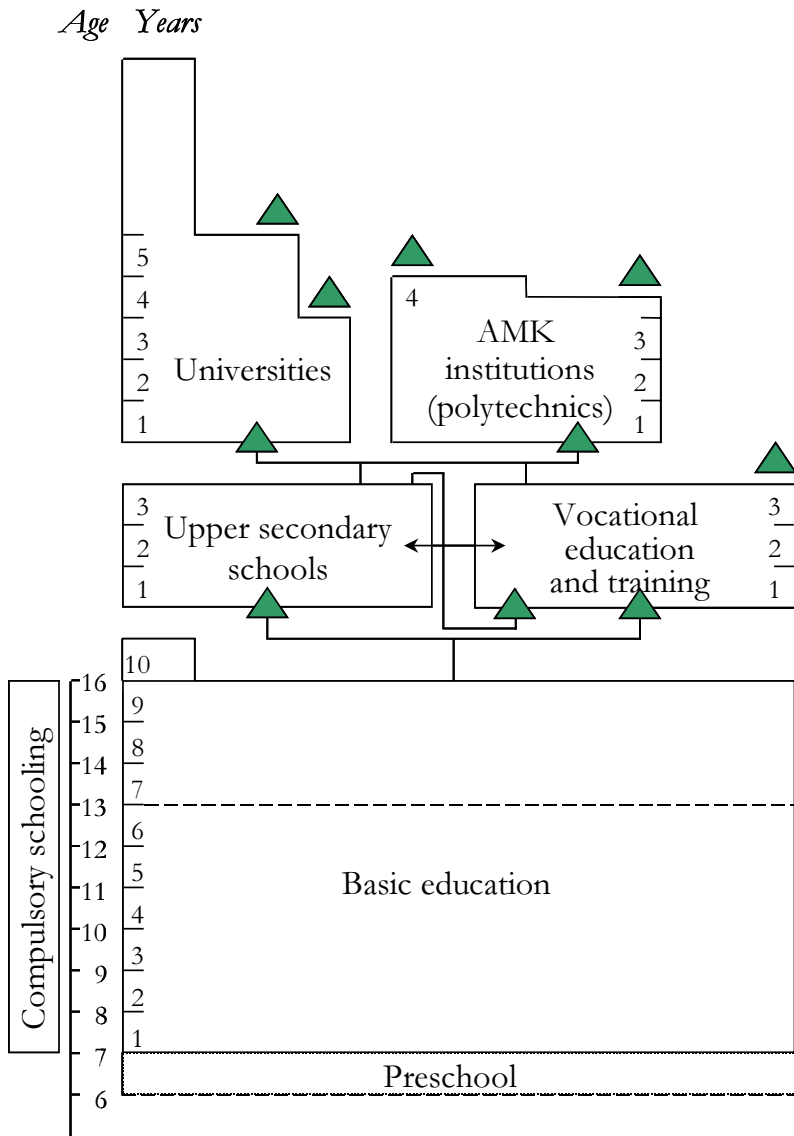 Age Years
5
4
3
2
1
Universities
4
AMK
institutions
(polytechnics)
3
2
1
3
2
1
Upper secondary
schools
Vocational
education
and training
3
2
1
10
Compulsory schooling
16
15
14
13
12
11
10
9
8
7
6
9
8
7
6
5
4
3
2
1
Basic education
Preschool